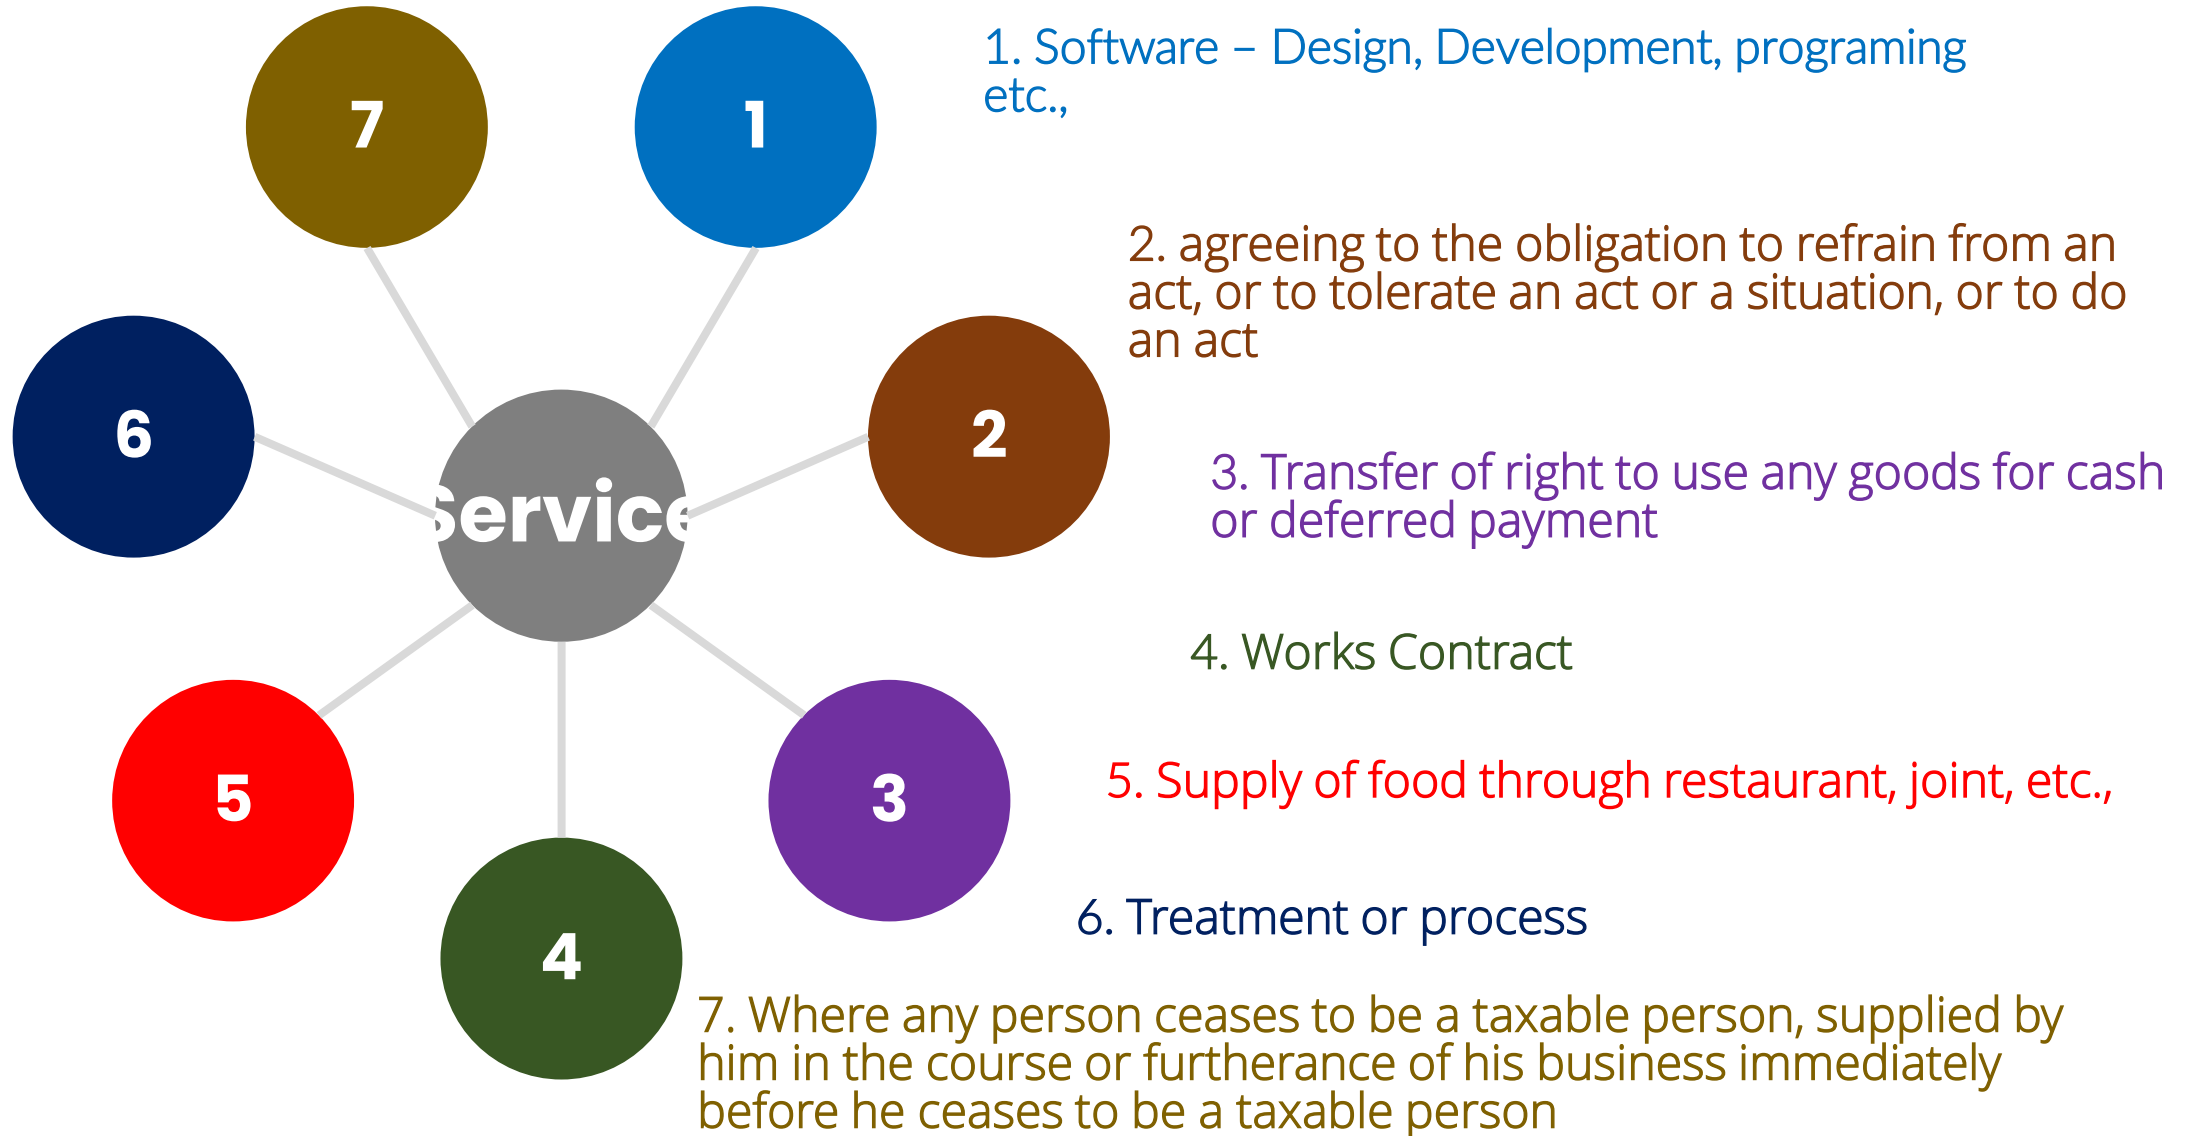 7
1
6
2
Service
5
3
4
1. Software – Design, Development, programing
etc.,
2. agreeing to the obligation to refrain from an
act, or to tolerate an act or a situation, or to do
an act
3. Transfer of right to use any goods for cash
or deferred payment
4. Works Contract
5. Supply of food through restaurant, joint, etc.,
6. Treatment or process
7. Where any person ceases to be a taxable person, supplied by
him in the course or furtherance of his business immediately
before he ceases to be a taxable person